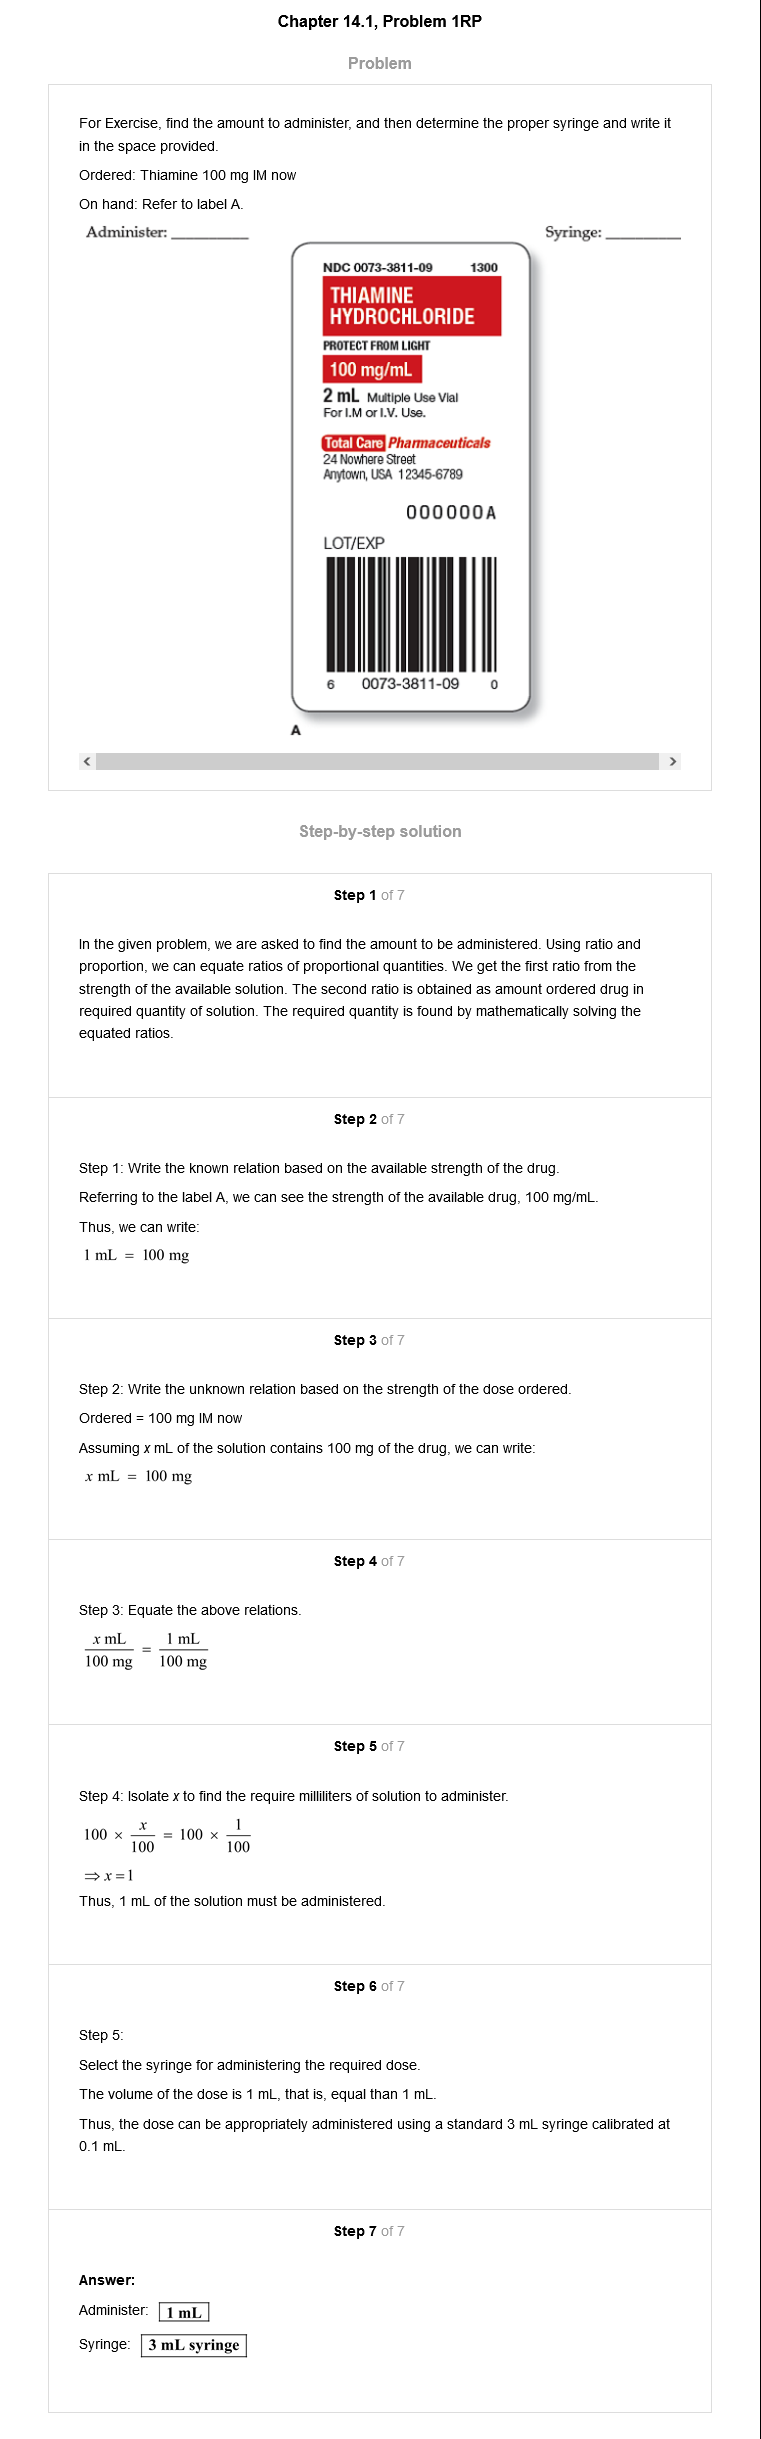 Chapter 14.1, Problem 1RP
Problem
For Exercise, find the amount to administer, and then determine the proper syringe and write it
in the space provided.
Ordered: Thiamine 100 mg IM now
On hand: Refer to label A.
Administer: __________ Syringe: __________
NDC 0073-3811-09 1300
THIAMINE
HYDROCHLORIDE
PROTECT FROM LIGHT
100 mg/mL
2 mL Multiple Use Vial
For I.M or I.V. Use.
Total Care Pharmaceuticals
24 Nowhere Street
Anytown, USA 12345-6789
000000A
LOT/EXP
6 0073-3811-09 0
A
Step-by-step solution
Step 1 of 7
In the given problem, we are asked to find the amount to be administered. Using ratio and
proportion, we can equate ratios of proportional quantities. We get the first ratio from the
strength of the available solution. The second ratio is obtained as amount ordered drug in
required quantity of solution. The required quantity is found by mathematically solving the
equated ratios.
Step 2 of 7
Step 1: Write the known relation based on the available strength of the drug.
Referring to the label A, we can see the strength of the available drug, 100 mg/mL.
Thus, we can write:
1 mL = 100 mg
Step 3 of 7
Step 2: Write the unknown relation based on the strength of the dose ordered.
Ordered = 100 mg IM now
Assuming x mL of the solution contains 100 mg of the drug, we can write:
x mL = 100 mg
Step 4 of 7
Step 3: Equate the above relations.
x mL / 100 mg = 1 mL / 100 mg
Step 5 of 7
Step 4: Isolate x to find the require milliliters of solution to administer.
100 × x/100 = 100 × 1/100
⇒ x = 1
Thus, 1 mL of the solution must be administered.
Step 6 of 7
Step 5:
Select the syringe for administering the required dose.
The volume of the dose is 1 mL, that is, equal than 1 mL.
Thus, the dose can be appropriately administered using a standard 3 mL syringe calibrated at
0.1 mL.
Step 7 of 7
Answer:
Administer: 1 mL
Syringe: 3 mL syringe